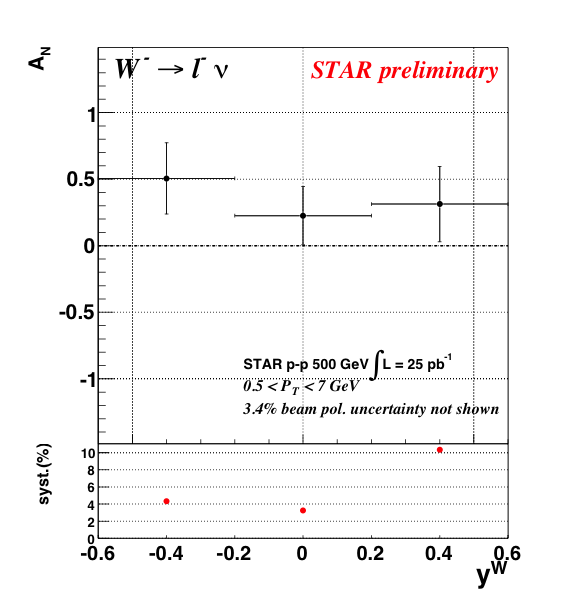 A_N
W⁻ → l⁻ ν
STAR preliminary
1
0.5
0
-0.5
-1
STAR p-p 500 GeV ∫L = 25 pb⁻¹
0.5 < P_T < 7 GeV
3.4% beam pol. uncertainty not shown
syst.(%)
10
8
6
4
2
0
-0.6 -0.4 -0.2 0 0.2 0.4 0.6
y^W